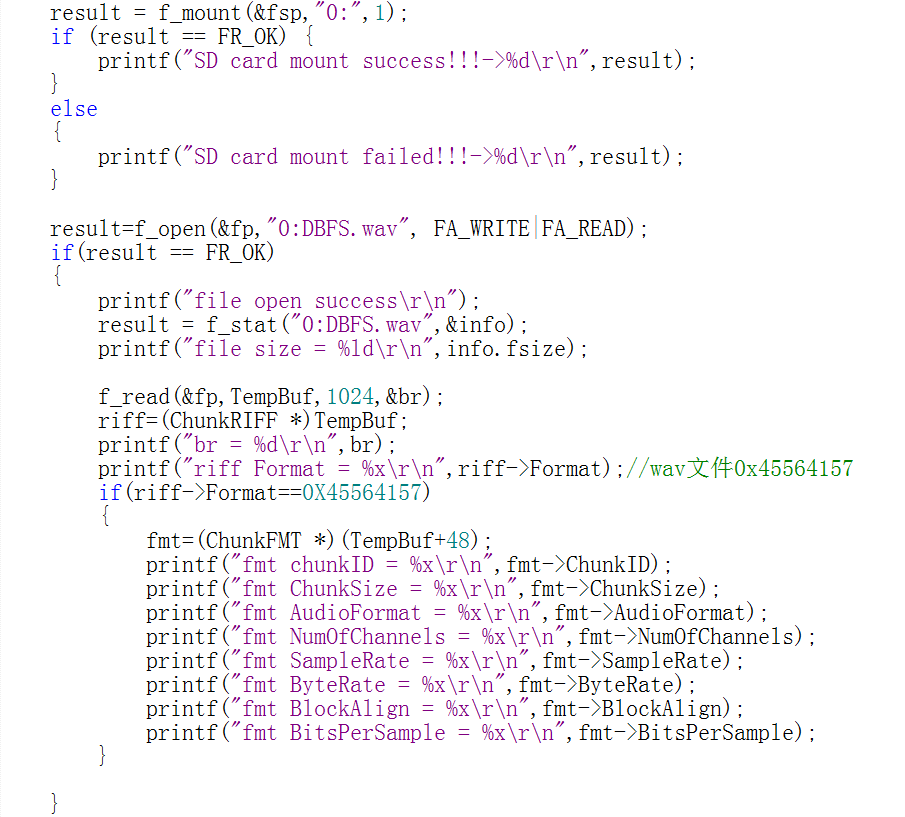 result = f_mount(&fsp,"0:",1);
if (result == FR_OK) {
    printf("SD card mount success!!!->%d\r\n",result);
}
else
{
    printf("SD card mount failed!!!->%d\r\n",result);
}
result=f_open(&fp,"0:DBFS.wav", FA_WRITE|FA_READ);
if(result == FR_OK)
{
    printf("file open success\r\n");
    result = f_stat("0:DBFS.wav",&info);
    printf("file size = %ld\r\n",info.fsize);
    f_read(&fp,TempBuf,1024,&br);
    riff=(ChunkRIFF *)TempBuf;
    printf("br = %d\r\n",br);
    printf("riff Format = %x\r\n",riff->Format);//wav文件0x45564157
    if(riff->Format==0X45564157)
    {
        fmt=(ChunkFMT *)(TempBuf+48);
        printf("fmt chunkID = %x\r\n",fmt->ChunkID);
        printf("fmt ChunkSize = %x\r\n",fmt->ChunkSize);
        printf("fmt AudioFormat = %x\r\n",fmt->AudioFormat);
        printf("fmt NumOfChannels = %x\r\n",fmt->NumOfChannels);
        printf("fmt SampleRate = %x\r\n",fmt->SampleRate);
        printf("fmt ByteRate = %x\r\n",fmt->ByteRate);
        printf("fmt BlockAlign = %x\r\n",fmt->BlockAlign);
        printf("fmt BitsPerSample = %x\r\n",fmt->BitsPerSample);
    }
}